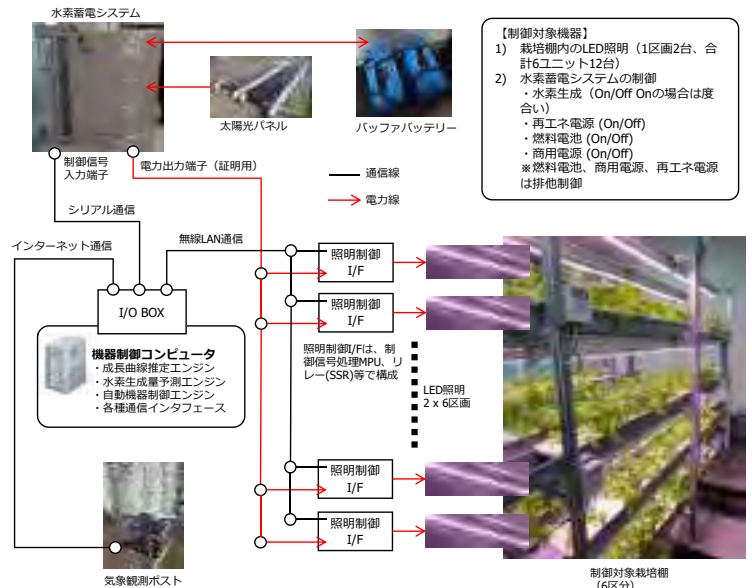 水素蓄電システム
太陽光パネル
バッファバッテリー
【制御対象機器】
1) 栽培棚内のLED照明（1区画2台、合
計6ユニット12台）
2) 水素蓄電システムの制御
・水素生成（On/Off Onの場合は度
合い）
・再エネ電源 (On/Off)
・燃料電池 (On/Off)
・商用電源 (On/Off)
※燃料電池、商用電源、再エネ電源
は排他制御
制御信号
入力端子
電力出力端子（証明用）
通信線
電力線
シリアル通信
インターネット通信
無線LAN通信
I/O BOX
機器制御コンピュータ
・成長曲線推定エンジン
・水素生成量予測エンジン
・自動機器制御エンジン
・各種通信インタフェース
照明制御
I/F
照明制御
I/F
照明制御I/Fは、制
御信号処理MPU、リ
レー(SSR)等で構成
LED照明
2 x 6区画
照明制御
I/F
照明制御
I/F
気象観測ポスト
制御対象栽培棚
（6区分）